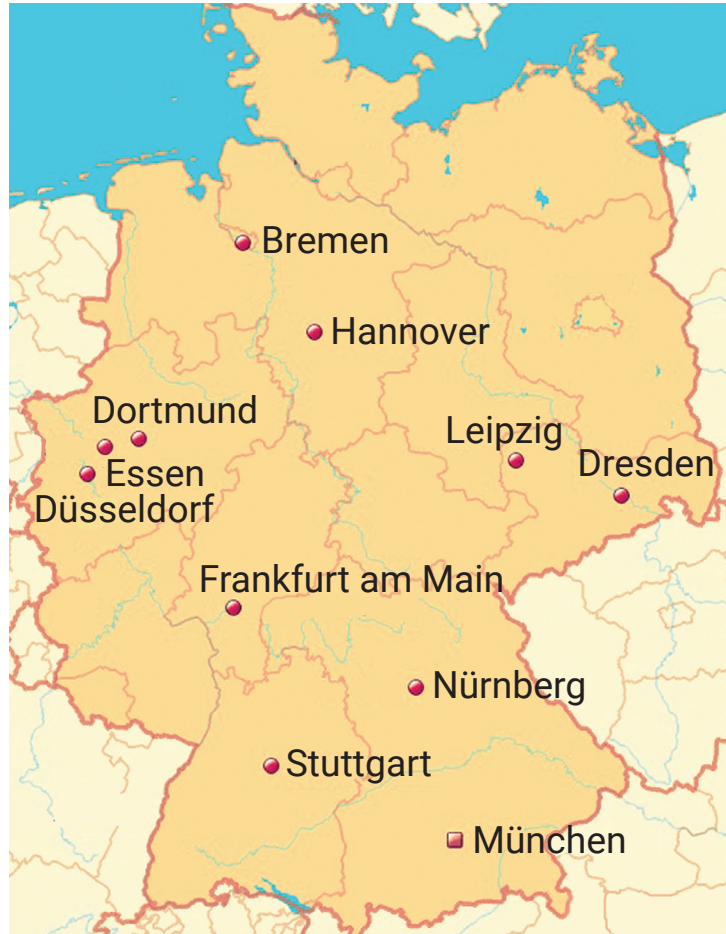 Bremen
Hannover
Dortmund
Leipzig
Essen
Dresden
Düsseldorf
Frankfurt am Main
Nürnberg
Stuttgart
München